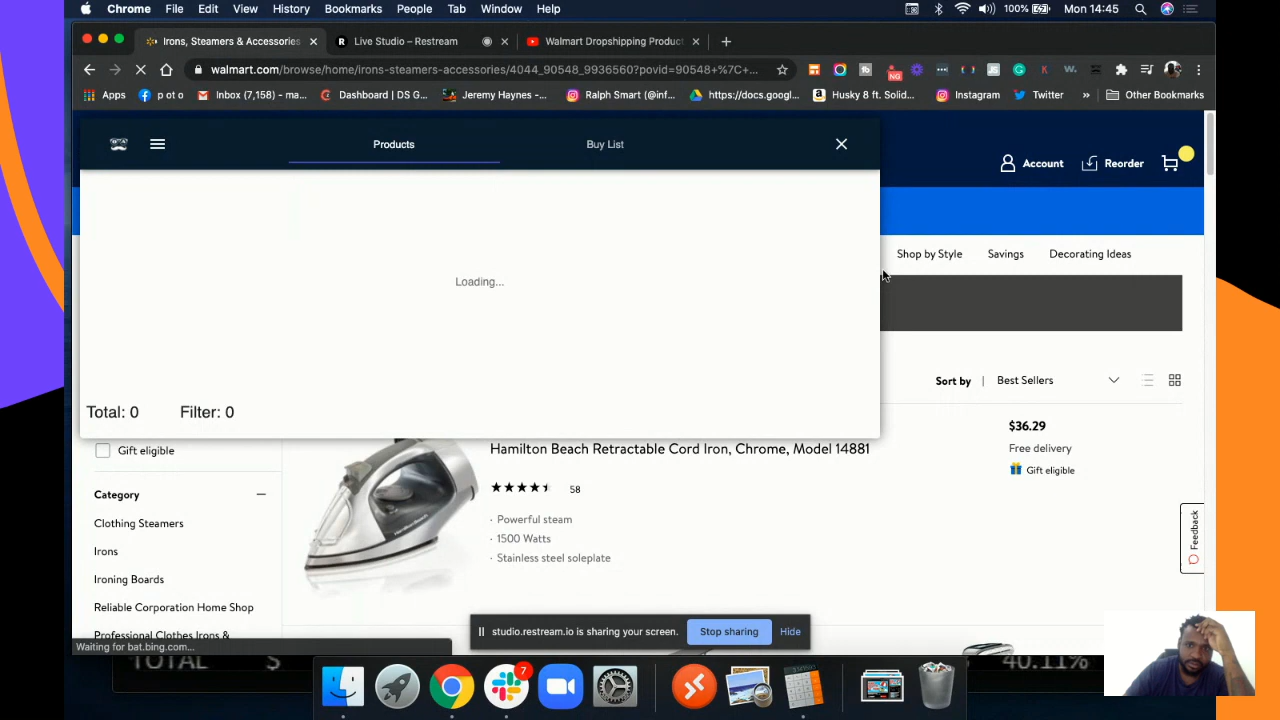 Chrome File Edit View History Bookmarks People Tab Window Help 100% Mon 14:45
Irons, Steamers & Accessories Live Studio – Restream Walmart Dropshipping Product
walmart.com/browse/home/irons-steamers-accessories/4044_90548_9936560?povid=90548+%7C+...
Apps p ot o Inbox (7,158) – ma... Dashboard | DS G... Jeremy Haynes –... Ralph Smart (@inf... https://docs.googl... Husky 8 ft. Solid... Instagram Twitter » Other Bookmarks
Products Buy List
Account Reorder
Loading...
Shop by Style Savings Decorating Ideas
Sort by | Best Sellers
Total: 0 Filter: 0
Gift eligible
Hamilton Beach Retractable Cord Iron, Chrome, Model 14881
$36.29
Free delivery
Gift eligible
58
· Powerful steam
· 1500 Watts
· Stainless steel soleplate
Category
Clothing Steamers
Irons
Ironing Boards
Reliable Corporation Home Shop
Professional Clothes Irons &
Feedback
studio.restream.io is sharing your screen. Stop sharing Hide
Waiting for bat.bing.com...
TOTAL $ 40.11%
7